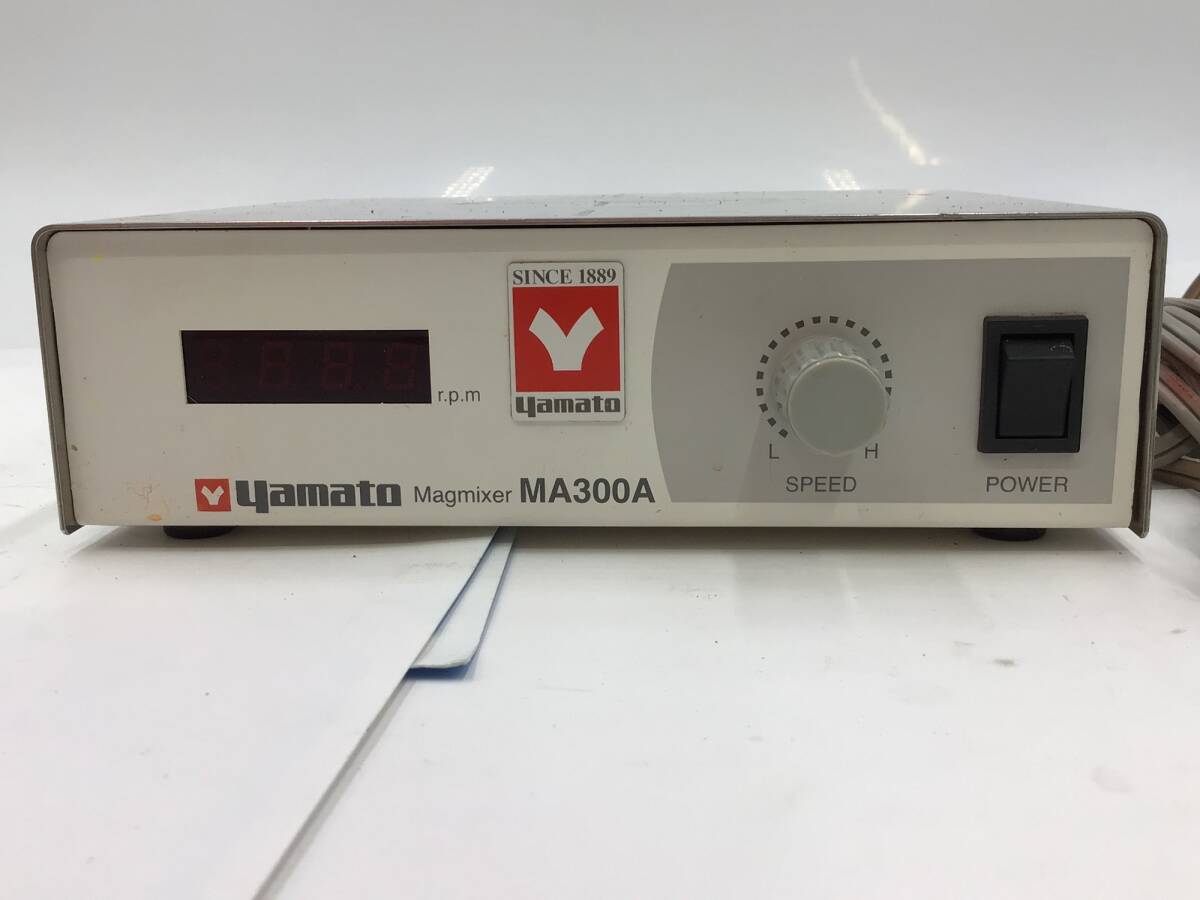 SINCE 1889
yamato
r.p.m
L
H
SPEED
POWER
yamato Magmixer MA300A